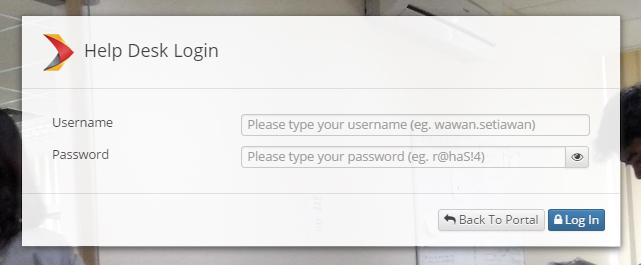 Help Desk Login
Username
Please type your username (eg. wawan.setiawan)
Password
Please type your password (eg. r@haS!4)
Back To Portal
Log In